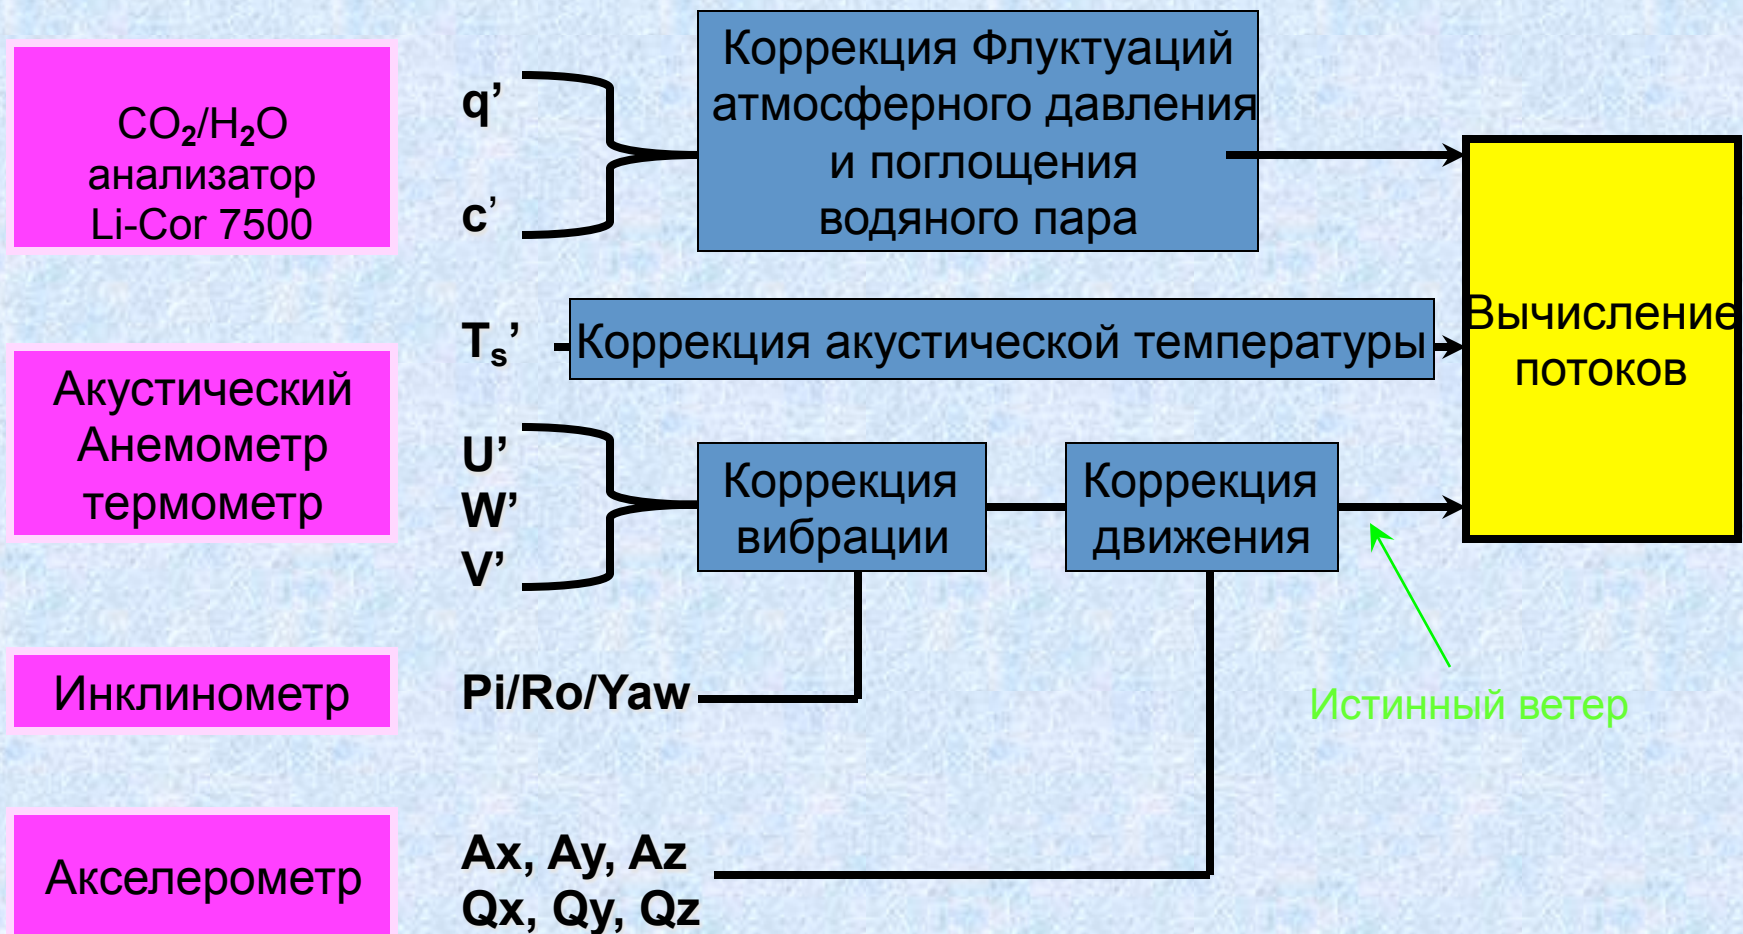 CO₂/H₂O
анализатор
Li-Cor 7500
q’
c’
Коррекция Флуктуаций
атмосферного давления
и поглощения
водяного пара
Вычисление
потоков
Tₛ’
Коррекция акустической температуры
Акустический
Анемометр
термометр
U’
W’
V’
Коррекция
вибрации
Коррекция
движения
Инклинометр
Pi/Ro/Yaw
Истинный ветер
Акселерометр
Ax, Ay, Az
Qx, Qy, Qz